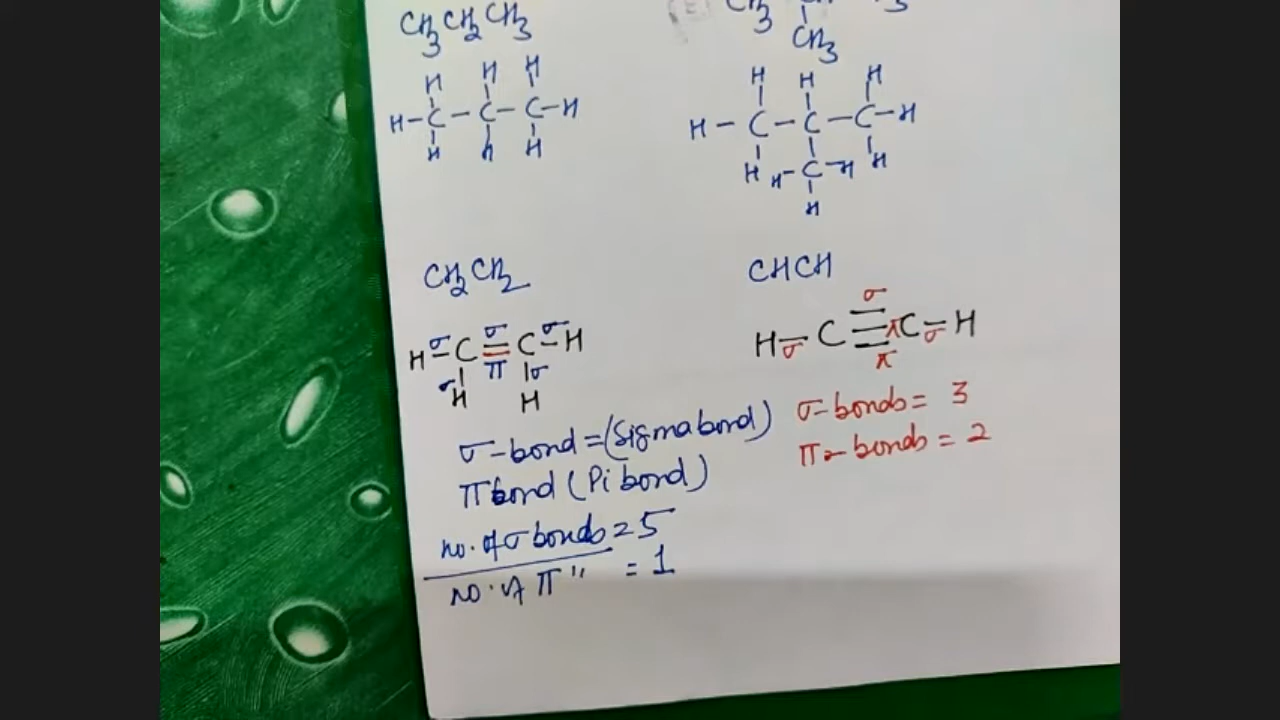 CH3CH2CH3
CH3 CH3
H H H
H-C-C-C-H
H H H
H H H
H-C-C-C-H
H H-C-H H
H
CH2CH2
σ σ σ
H-C=C-H
σ π σ
H H
CHCH
σ
H-C≡C-H
σ π π σ
σ-bond=(Sigma bond)
π bond (Pi bond)
no. of σ bonds = 5
no. of π " = 1
σ-bonds = 3
π-bonds = 2